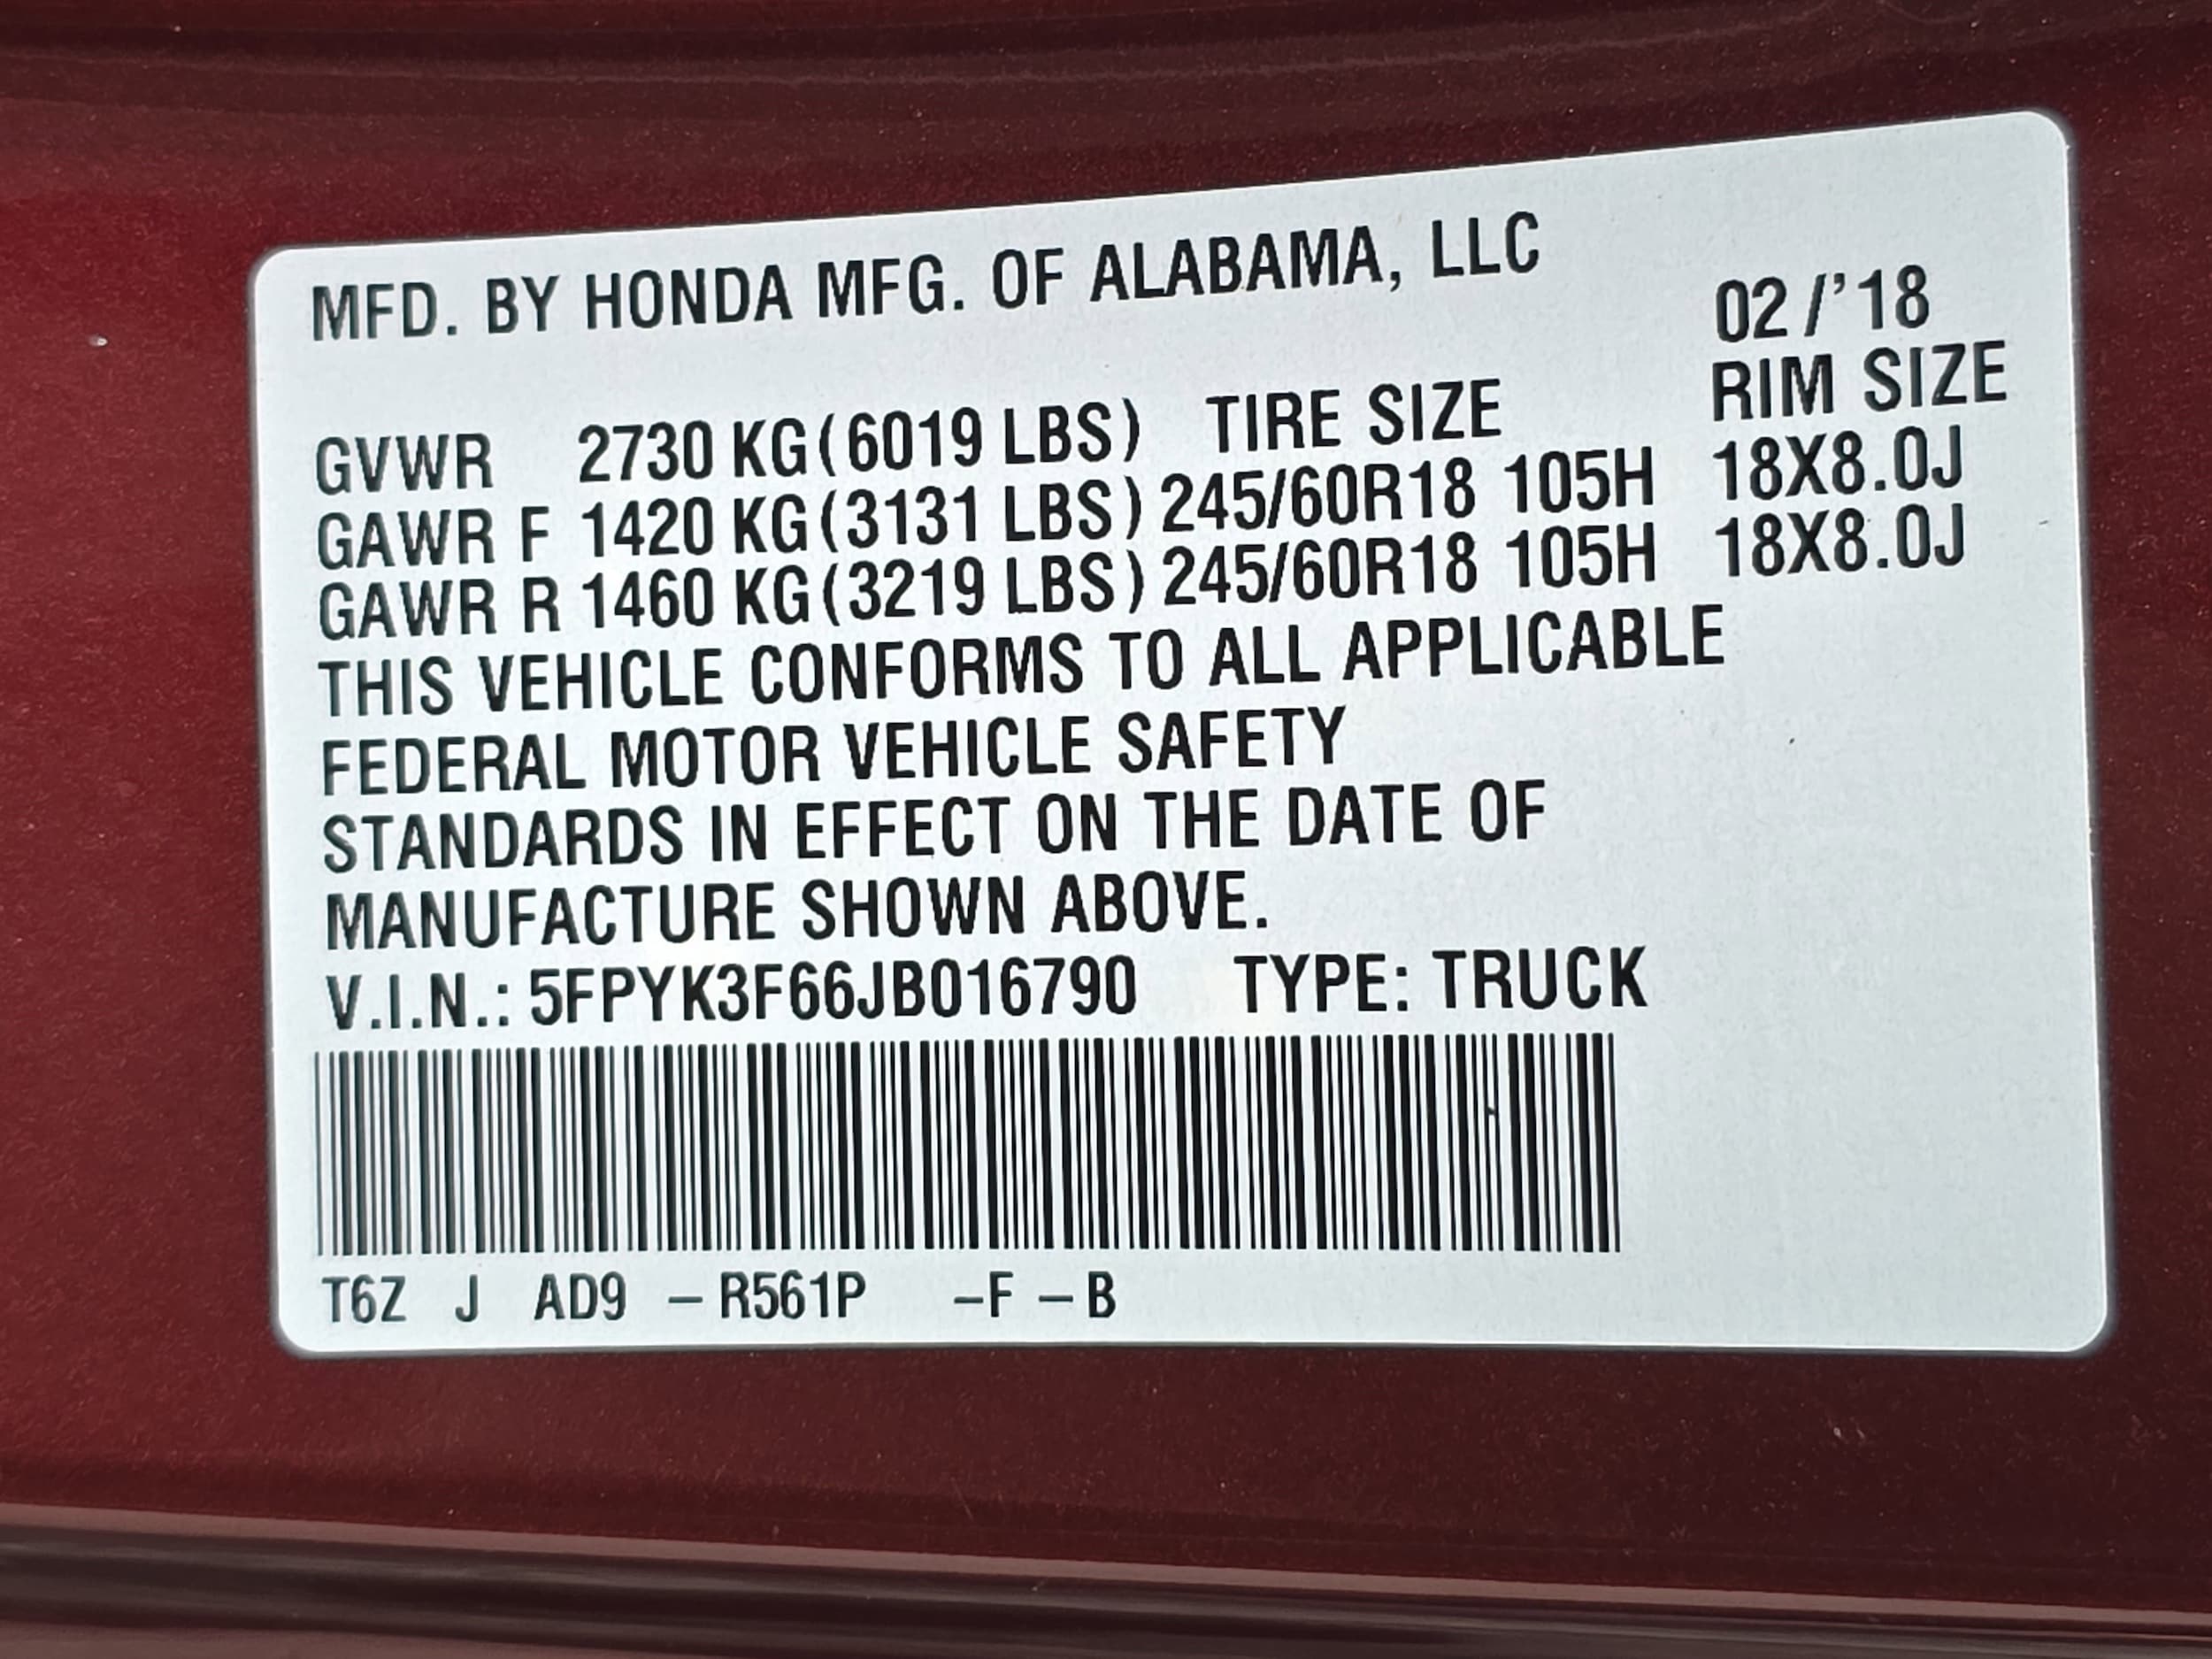 MFD. BY HONDA MFG. OF ALABAMA, LLC
02/'18
GVWR 2730 KG(6019 LBS) TIRE SIZE RIM SIZE
GAWR F 1420 KG(3131 LBS) 245/60R18 105H 18X8.0J
GAWR R 1460 KG(3219 LBS) 245/60R18 105H 18X8.0J
THIS VEHICLE CONFORMS TO ALL APPLICABLE
FEDERAL MOTOR VEHICLE SAFETY
STANDARDS IN EFFECT ON THE DATE OF
MANUFACTURE SHOWN ABOVE.
V.I.N.: 5FPYK3F66JB016790 TYPE: TRUCK
T6Z J AD9 – R561P –F – B